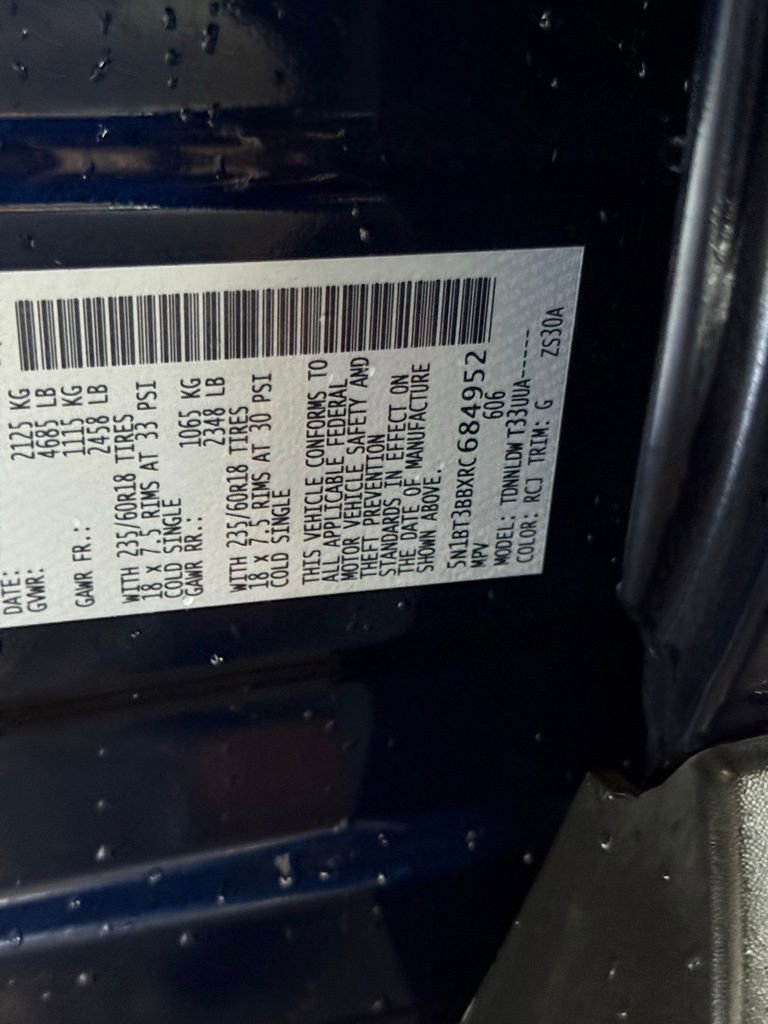 DATE:
GVWR: 2125 KG
4685 LB
GAWR FR.: 1115 KG
2458 LB
WITH 235/60R18 TIRES
18 X 7.5 RIMS AT 33 PSI
COLD SINGLE
GAWR RR.: 1065 KG
2348 LB
WITH 235/60R18 TIRES
18 X 7.5 RIMS AT 30 PSI
COLD SINGLE
THIS VEHICLE CONFORMS TO
ALL APPLICABLE FEDERAL
MOTOR VEHICLE SAFETY AND
THEFT PREVENTION
STANDARDS IN EFFECT ON
THE DATE OF MANUFACTURE
SHOWN ABOVE.
5N1BT3BBXRC684952
MPV 606
MODEL: TDNNLDW T33UUA-----
COLOR: RCJ TRIM: G ZS30A